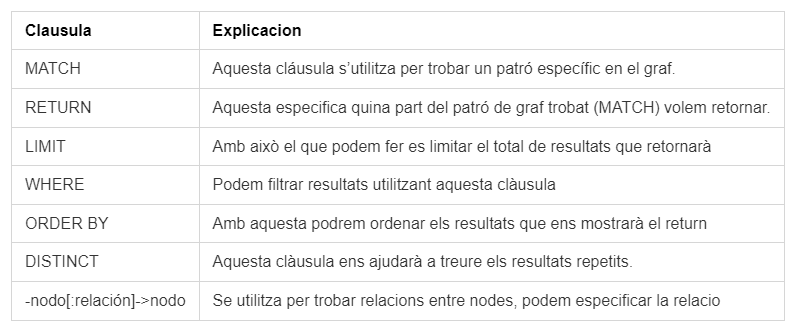 Clausula Explicacion
MATCH Aquesta cláusula s'utilitza per trobar un patró específic en el graf.
RETURN Aquesta especifica quina part del patró de graf trobat (MATCH) volem retornar.
LIMIT Amb això el que podem fer es limitar el total de resultats que retornarà
WHERE Podem filtrar resultats utilitzant aquesta clàusula
ORDER BY Amb aquesta podrem ordenar els resultats que ens mostrarà el return
DISTINCT Aquesta clàusula ens ajudarà a treure els resultats repetits.
-nodo[:relación]->nodo Se utilitza per trobar relacions entre nodes, podem especificar la relacio